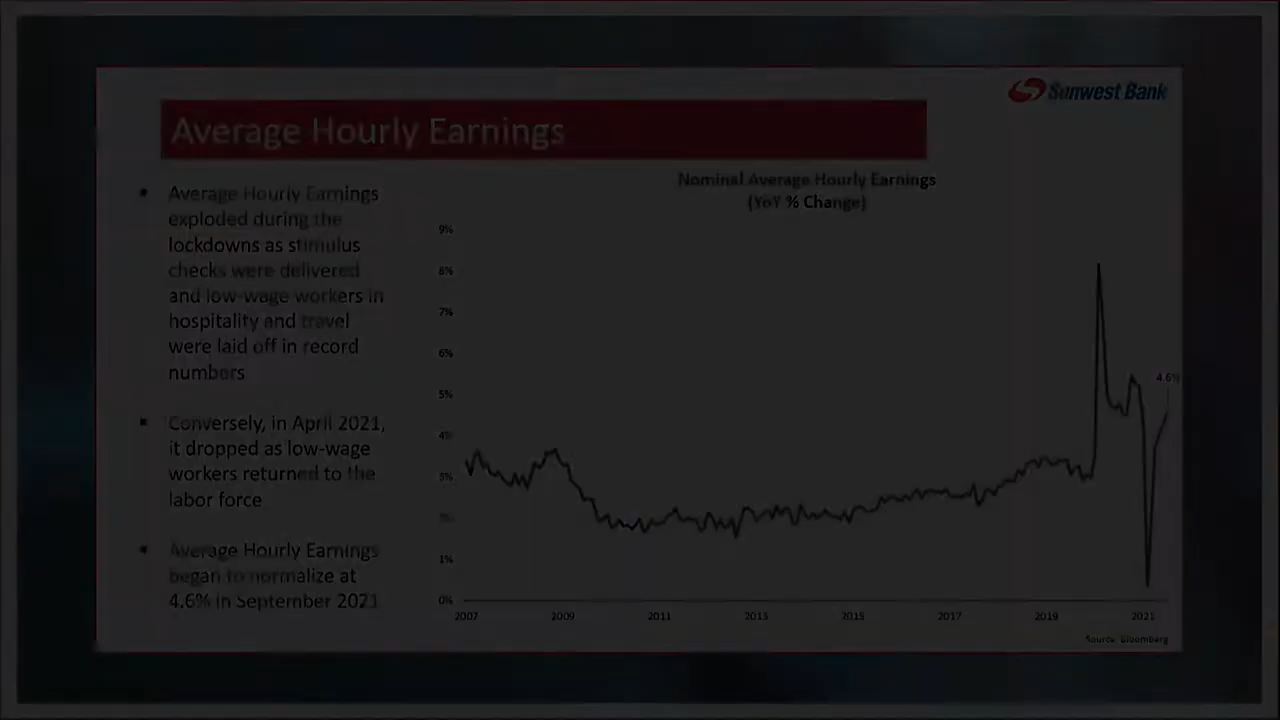 Sunwest Bank
Average Hourly Earnings
▪ Average Hourly Earnings
exploded during the
lockdowns as stimulus
checks were delivered
and low-wage workers in
hospitality and travel
were laid off in record
numbers
▪ Conversely, in April 2021,
it dropped as low-wage
workers returned to the
labor force
▪ Average Hourly Earnings
began to normalize at
4.6% in September 2021
Nominal Average Hourly Earnings
(YoY % Change)
9%
8%
7%
6%
5%
4%
3%
2%
1%
0%
4.6%
2007 2009 2011 2013 2015 2017 2019 2021
Source: Bloomberg